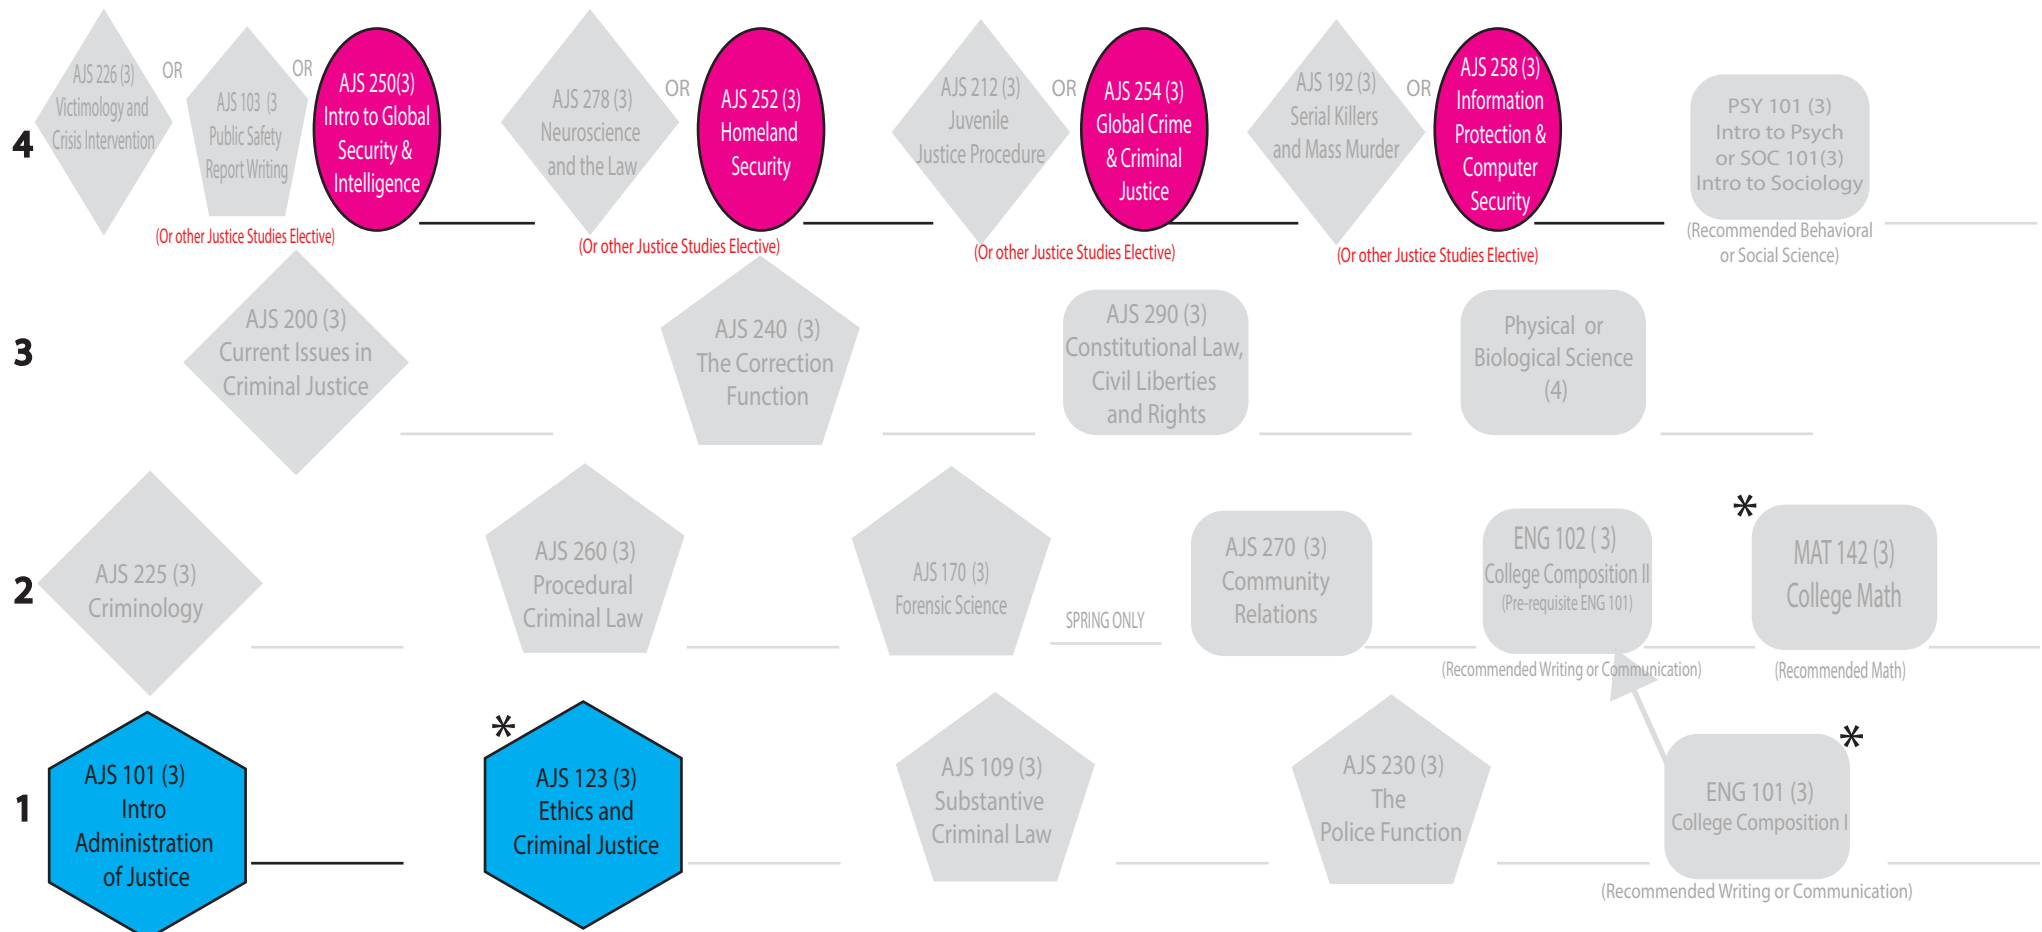 4
AJS 226 (3)
Victimology and
Crisis Intervention
OR
AJS 103 (3
Public Safety
Report Writing
OR
AJS 250(3)
Intro to Global
Security &
Intelligence
(Or other Justice Studies Elective)
AJS 278 (3)
Neuroscience
and the Law
OR
AJS 252 (3)
Homeland
Security
(Or other Justice Studies Elective)
AJS 212 (3)
Juvenile
Justice Procedure
OR
AJS 254 (3)
Global Crime
& Criminal
Justice
(Or other Justice Studies Elective)
AJS 192 (3)
Serial Killers
and Mass Murder
OR
AJS 258 (3)
Information
Protection &
Computer
Security
(Or other Justice Studies Elective)
PSY 101 (3)
Intro to Psych
or SOC 101(3)
Intro to Sociology
(Recommended Behavioral
or Social Science)
3
AJS 200 (3)
Current Issues in
Criminal Justice
AJS 240 (3)
The Correction
Function
AJS 290 (3)
Constitutional Law,
Civil Liberties
and Rights
Physical or
Biological Science
(4)
2
AJS 225 (3)
Criminology
AJS 260 (3)
Procedural
Criminal Law
AJS 170 (3)
Forensic Science
SPRING ONLY
AJS 270 (3)
Community
Relations
ENG 102 ( 3)
College Composition II
(Pre-requisite ENG 101)
(Recommended Writing or Communication)
*
MAT 142 (3)
College Math
(Recommended Math)
1
AJS 101 (3)
Intro
Administration
of Justice
*
AJS 123 (3)
Ethics and
Criminal Justice
AJS 109 (3)
Substantive
Criminal Law
AJS 230 (3)
The
Police Function
*
ENG 101 (3)
College Composition I
(Recommended Writing or Communication)